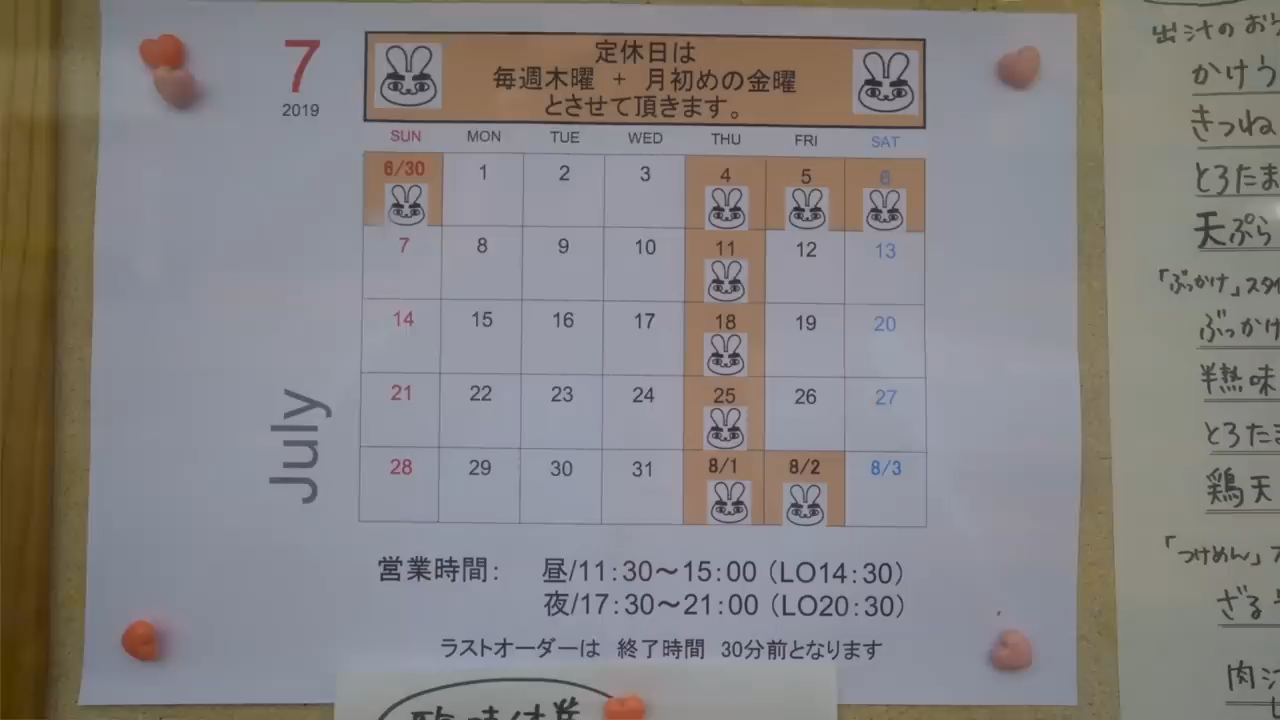 7
2019
定休日は
毎週木曜 + 月初めの金曜
とさせて頂きます。
SUN MON TUE WED THU FRI SAT
6/30 1 2 3 4 5 6
7 8 9 10 11 12 13
14 15 16 17 18 19 20
21 22 23 24 25 26 27
28 29 30 31 8/1 8/2 8/3
July
営業時間: 昼/11:30～15:00 (LO14:30)
夜/17:30～21:00 (LO20:30)
ラストオーダーは 終了時間 30分前となります
出汁のお
かけう
きつね
とろたま
天ぷら
「ぶっかけ」スタ
ぶっかけ
半熟味
とろた
鶏天
「つけめん」
ざる
肉